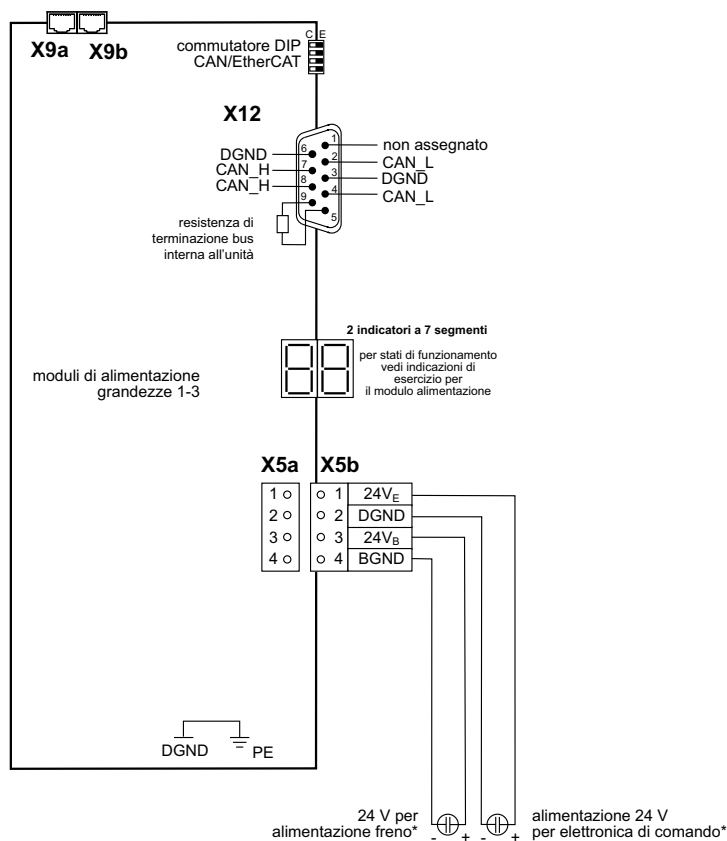 X9a X9b
C E
commutatore DIP
CAN/EtherCAT
X12
1
non assegnato
6
DGND
2
CAN_L
7
CAN_H
3
DGND
8
CAN_H
4
CAN_L
9
5
resistenza di
terminazione bus
interna all'unità
2 indicatori a 7 segmenti
per stati di funzionamento
vedi indicazioni di
esercizio per
il modulo alimentazione
moduli di alimentazione
grandezze 1-3
X5a X5b
1 1 24VE
2 2 DGND
3 3 24VB
4 4 BGND
DGND PE
24 V per
alimentazione freno*
- +
- +
alimentazione 24 V
per elettronica di comando*